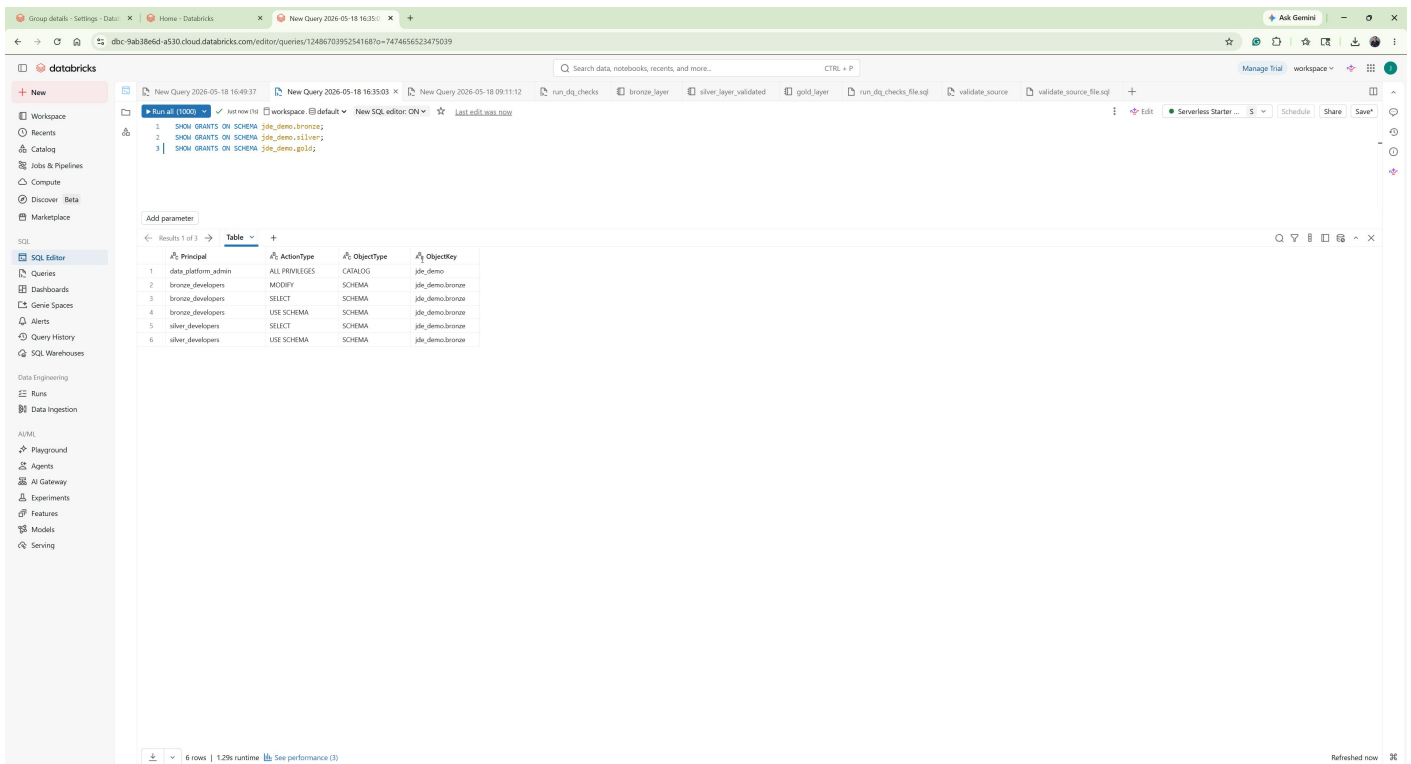 Group details - Settings - Data
Home - Databricks
New Query 2026-05-18 16:35:0
Ask Gemini
dbc-9ab38e6d-a530.cloud.databricks.com/editor/queries/1248670395254168?o=7474656523475039
databricks
Search data, notebooks, recents, and more...
CTRL + P
Manage Trial
workspace
New
New Query 2026-05-18 16:49:37
New Query 2026-05-18 16:35:03
New Query 2026-05-18 09:11:12
run_dq_checks
bronze_layer
silver_layer_validated
gold_layer
run_dq_checks_file.sql
validate_source
validate_source_file.sql
Run all (1000)
Just now (1s)
workspace.
default
New SQL editor: ON
Last edit was now
Edit
Serverless Starter ...
S
Schedule
Share
Save*
1 SHOW GRANTS ON SCHEMA jde_demo.bronze;
2 SHOW GRANTS ON SCHEMA jde_demo.silver;
3 SHOW GRANTS ON SCHEMA jde_demo.gold;
Workspace
Recents
Catalog
Jobs & Pipelines
Compute
Discover Beta
Marketplace
SQL
SQL Editor
Queries
Dashboards
Genie Spaces
Alerts
Query History
SQL Warehouses
Data Engineering
Runs
Data Ingestion
AI/ML
Playground
Agents
AI Gateway
Experiments
Features
Models
Serving
Add parameter
Results 1 of 3
Table
Principal ActionType ObjectType ObjectKey
1 data_platform_admin ALL PRIVILEGES CATALOG jde_demo
2 bronze_developers MODIFY SCHEMA jde_demo.bronze
3 bronze_developers SELECT SCHEMA jde_demo.bronze
4 bronze_developers USE SCHEMA SCHEMA jde_demo.bronze
5 silver_developers SELECT SCHEMA jde_demo.bronze
6 silver_developers USE SCHEMA SCHEMA jde_demo.bronze
6 rows | 1.29s runtime
See performance (3)
Refreshed now